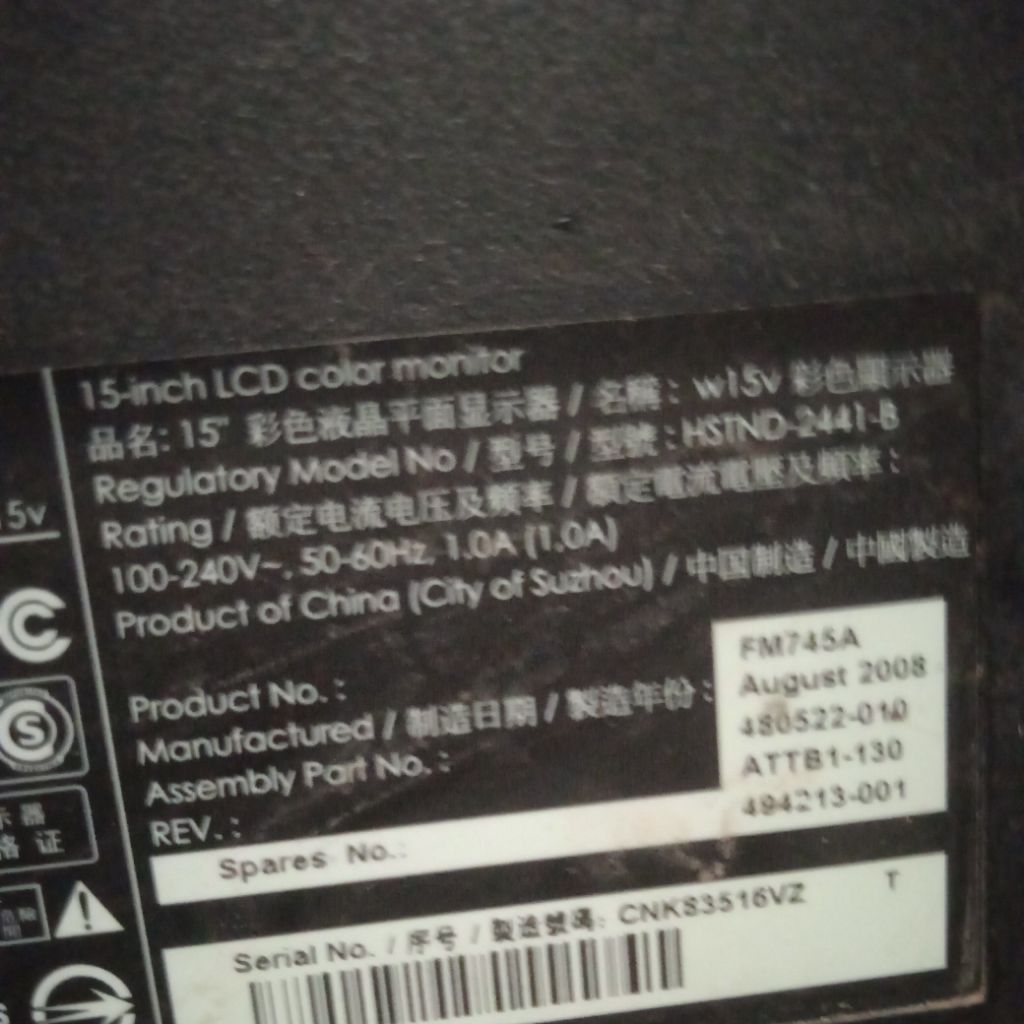 15-inch LCD color monitor
品名: 15" 彩色液晶平面显示器 / 名稱: w15v 彩色顯示器
Regulatory Model No / 型号 / 型號 : HSTND-2441-B
Rating / 额定电流电压及频率 / 額定電流電壓及頻率 :
100-240V~, 50-60Hz, 1.0A (1.0A)
Product of China (City of Suzhou) / 中国制造 / 中國製造
5v
Product No. : FM745A
Manufactured / 制造日期 / 製造年份 : August 2008
Assembly Part No. : 480522-010
REV. : ATTB1-130
Spares No.: 494213-001
示器
格 证
Serial No. / 序号 / 製造號碼: CNK83516VZ T